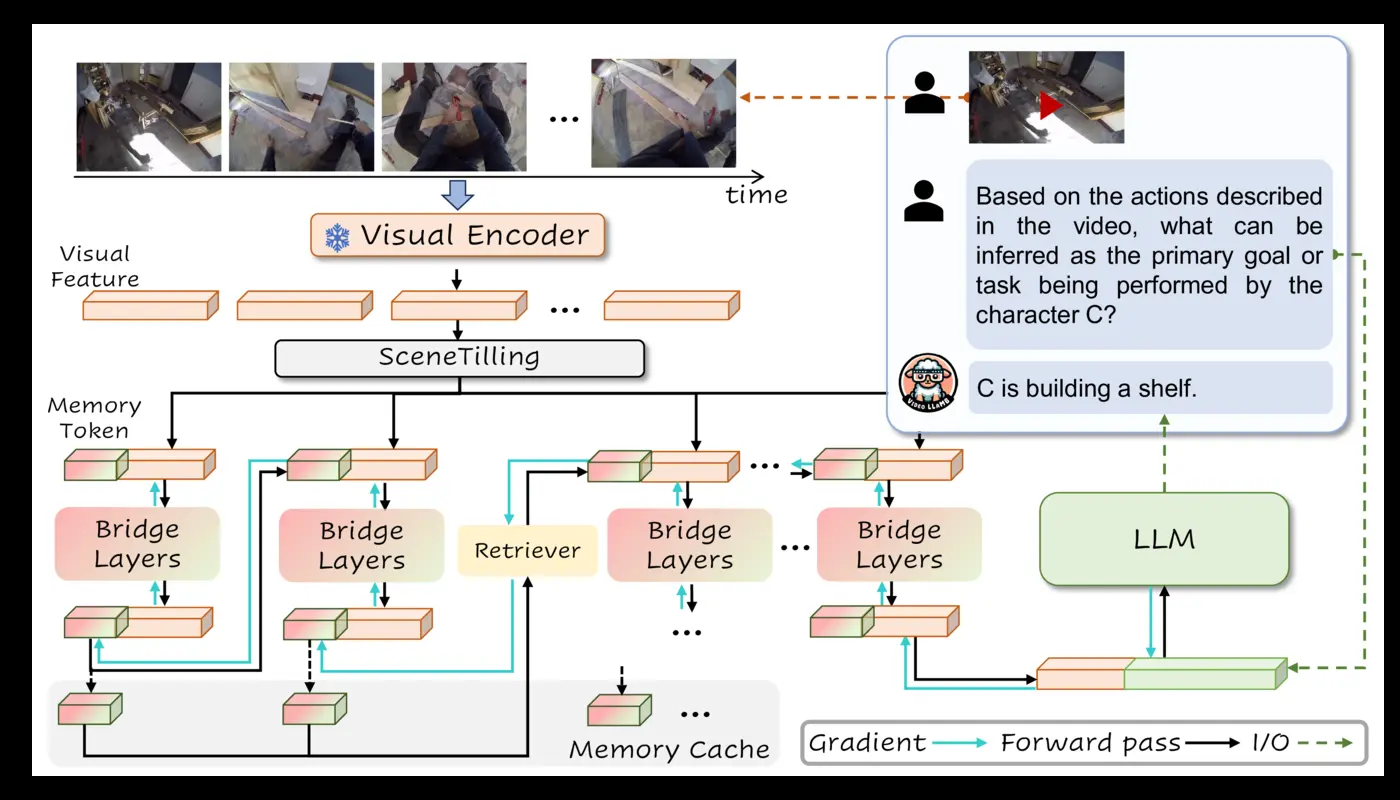 time
Visual Encoder
Visual
Feature
SceneTilling
Memory
Token
Bridge
Layers
Bridge
Layers
Retriever
Bridge
Layers
Bridge
Layers
Memory Cache
Based on the actions described
in the video, what can be
inferred as the primary goal or
task being performed by the
character C?
VIDEO LLAMB
C is building a shelf.
LLM
Gradient
Forward pass
I/O